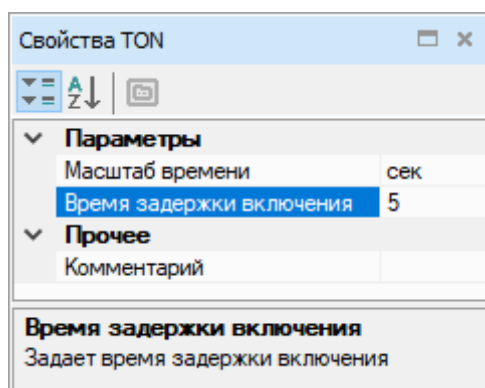 Свойства TON
Параметры
Масштаб времени сек
Время задержки включения 5
Прочее
Комментарий
Время задержки включения
Задает время задержки включения